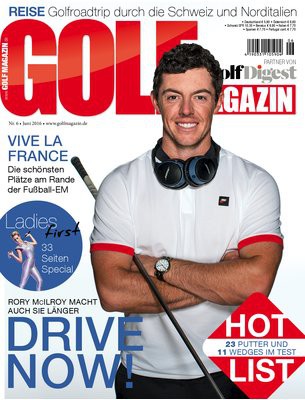 REISE Golfroadtrip durch die Schweiz und Norditalien
GOLF MAGAZIN
GOLF
PARTNER VON
Golf Digest
MAGAZIN
Nr. 6 • Juni 2016 • www.golfmagazin.de
VIVE LA
FRANCE
Die schönsten
Plätze am Rande
der Fußball-EM
Ladies
first
33
Seiten
Special
RORY McILROY MACHT
AUCH SIE LÄNGER
DRIVE
NOW!
HOT
23 PUTTER UND
11 WEDGES IM TEST
LIST